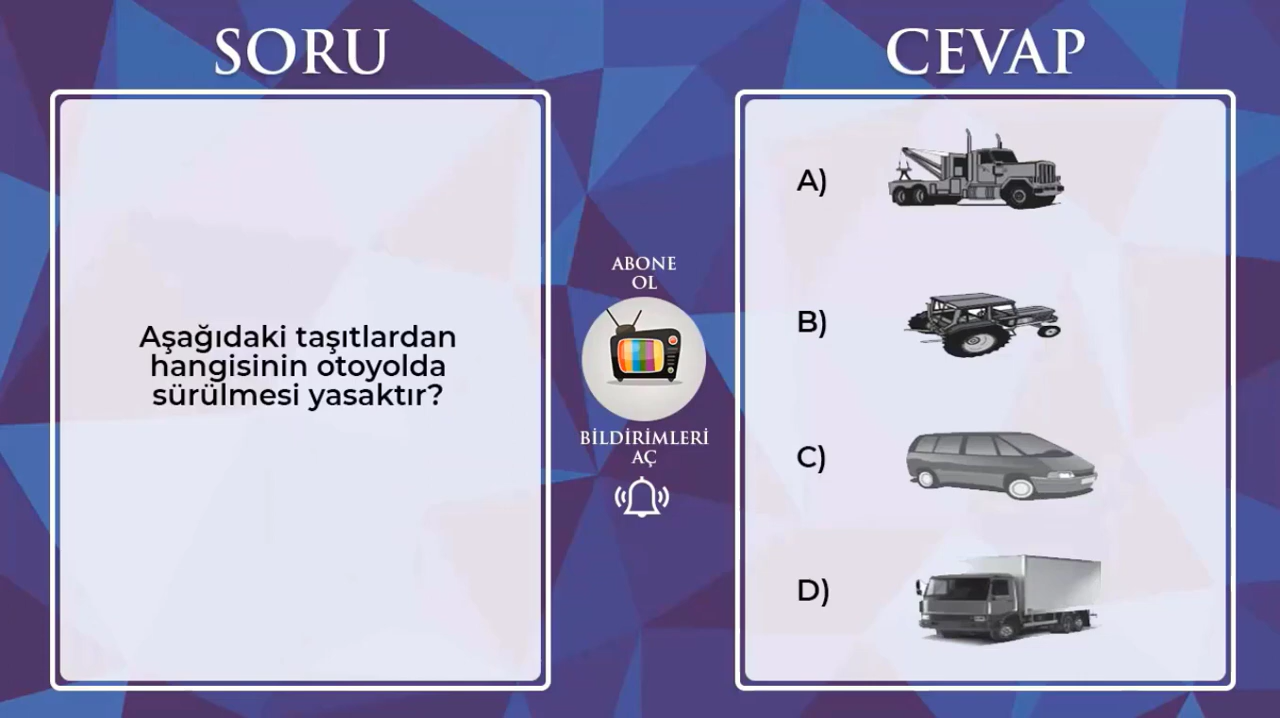 SORU
Aşağıdaki taşıtlardan
hangisinin otoyolda
sürülmesi yasaktır?
ABONE
OL
BİLDİRİMLERİ
AÇ
CEVAP
A)
B)
C)
D)